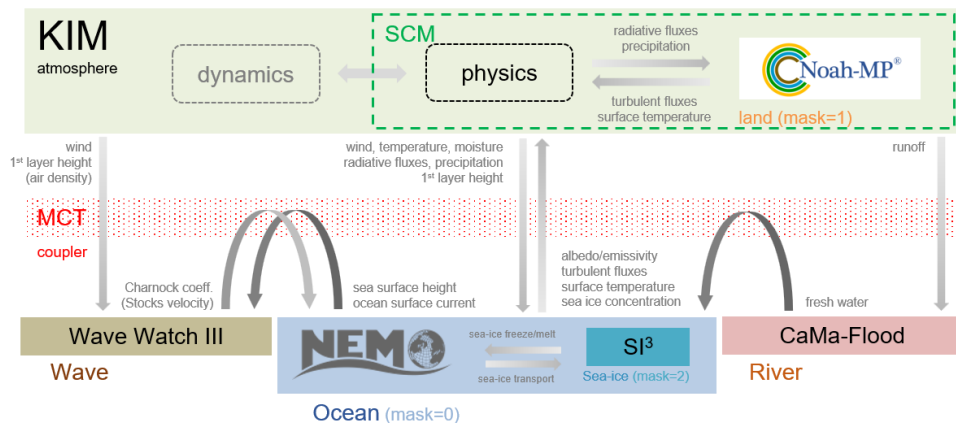 KIM
atmosphere
dynamics
SCM
physics
radiative fluxes
precipitation
turbulent fluxes
surface temperature
Noah-MP®
land (mask=1)
wind
1st layer height
(air density)
wind, temperature, moisture
radiative fluxes, precipitation
1st layer height
runoff
MCT
coupler
Charnock coeff.
(Stocks velocity)
sea surface height
ocean surface current
albedo/emissivity
turbulent fluxes
surface temperature
sea ice concentration
fresh water
Wave Watch III
Wave
NEMO
sea-ice freeze/melt
sea-ice transport
SI³
Sea-ice (mask=2)
Ocean (mask=0)
CaMa-Flood
River